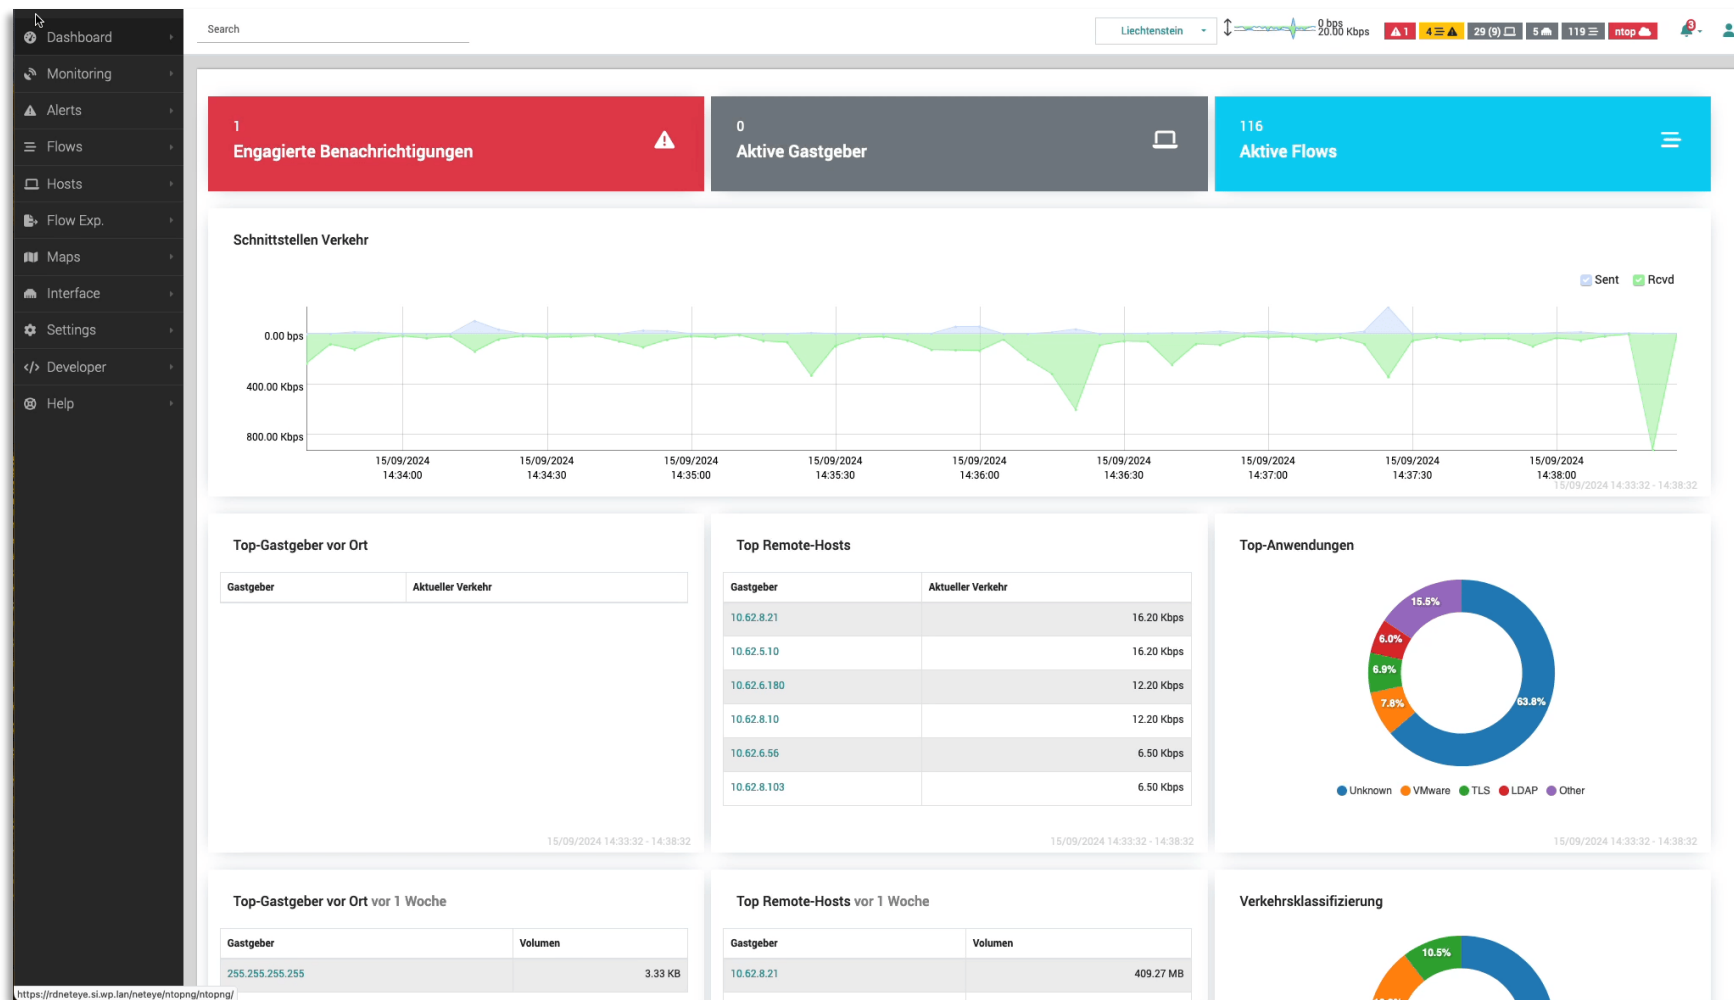 Dashboard
Monitoring
Alerts
Flows
Hosts
Flow Exp.
Maps
Interface
Settings
Developer
Help
https://rdneteye.si.wp.lan/neteye/ntopng/ntopng/
Search
Liechtenstein
0 bps
20.00 Kbps
1
4
29 (9)
5
119
ntop
3
1
Engagierte Benachrichtigungen
0
Aktive Gastgeber
116
Aktive Flows
Schnittstellen Verkehr
Sent
Rcvd
0.00 bps
400.00 Kbps
800.00 Kbps
15/09/2024 15/09/2024 15/09/2024 15/09/2024 15/09/2024 15/09/2024 15/09/2024 15/09/2024 15/09/2024
14:34:00 14:34:30 14:35:00 14:35:30 14:36:00 14:36:30 14:37:00 14:37:30 14:38:00
15/09/2024 14:33:32 - 14:38:32
Top-Gastgeber vor Ort
Gastgeber Aktueller Verkehr
15/09/2024 14:33:32 - 14:38:32
Top Remote-Hosts
Gastgeber Aktueller Verkehr
10.62.8.21 16.20 Kbps
10.62.5.10 16.20 Kbps
10.62.6.180 12.20 Kbps
10.62.8.10 12.20 Kbps
10.62.6.56 6.50 Kbps
10.62.8.103 6.50 Kbps
15/09/2024 14:33:32 - 14:38:32
Top-Anwendungen
15.5%
6.0%
6.9%
7.8%
63.8%
Unknown VMware TLS LDAP Other
15/09/2024 14:33:32 - 14:38:32
Top-Gastgeber vor Ort vor 1 Woche
Gastgeber Volumen
255.255.255.255 3.33 KB
Top Remote-Hosts vor 1 Woche
Gastgeber Volumen
10.62.8.21 409.27 MB
Verkehrsklassifizierung
10.5%